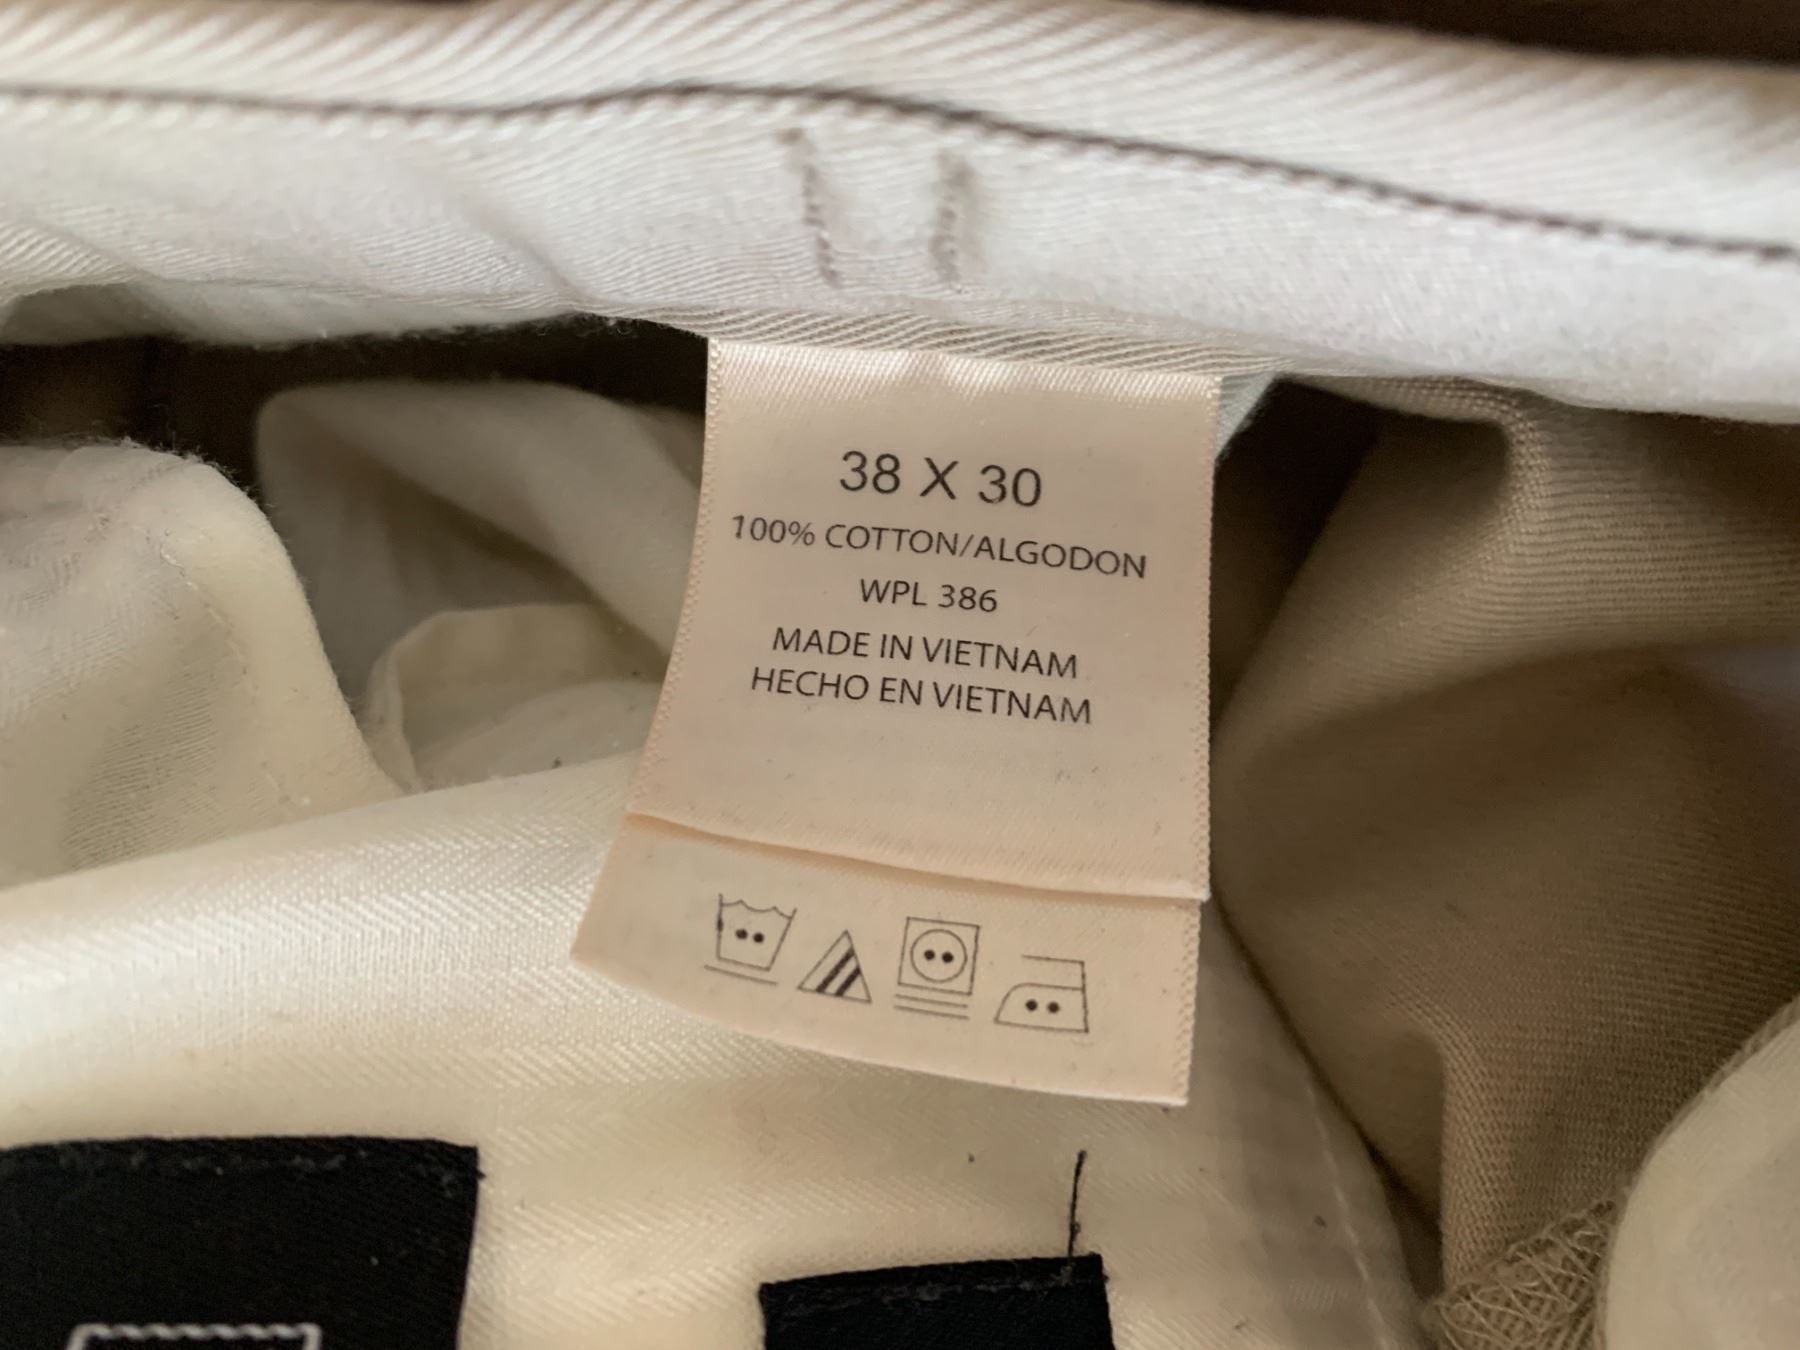 38 X 30
100% COTTON/ALGODON
WPL 386
MADE IN VIETNAM
HECHO EN VIETNAM